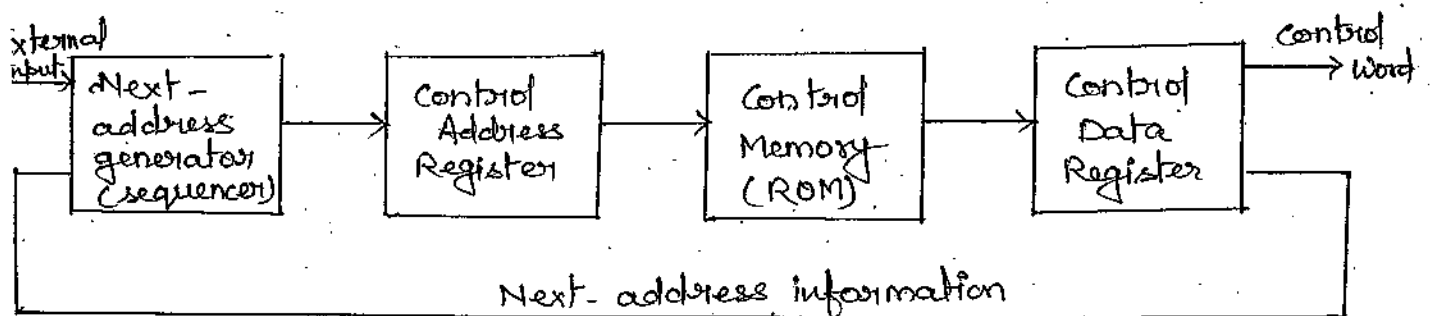 xternal
nput
Next-
address
generator
(sequencer)
Control
Address
Register
Control
Memory
(ROM)
Control
Data
Register
Control
Word
Next-address information